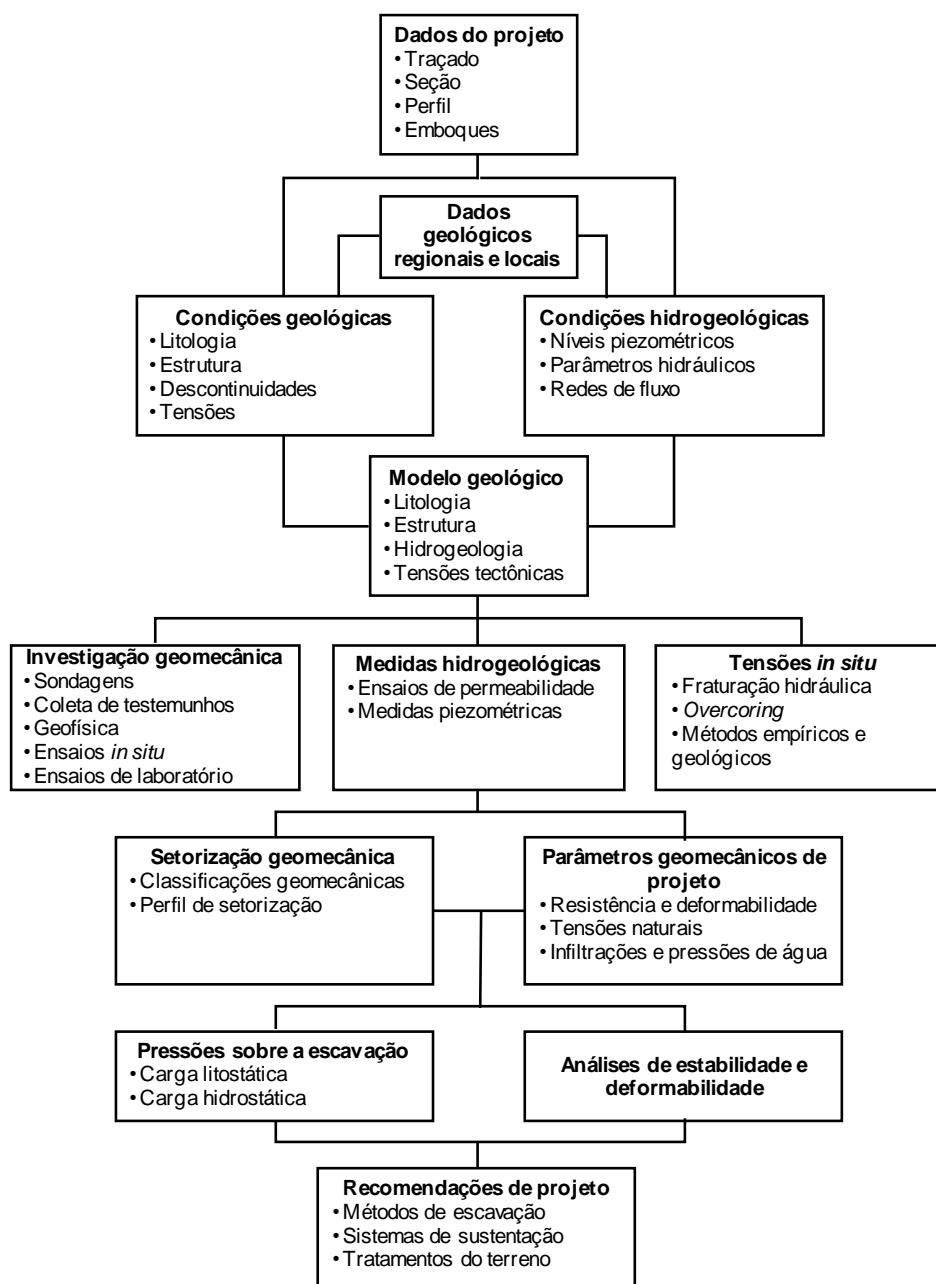 Dados do projeto
• Traçado
• Seção
• Perfil
• Emboques
Dados
geológicos
regionais e locais
Condições geológicas
• Litologia
• Estrutura
• Descontinuidades
• Tensões
Condições hidrogeológicas
• Níveis piezométricos
• Parâmetros hidráulicos
• Redes de fluxo
Modelo geológico
• Litologia
• Estrutura
• Hidrogeologia
• Tensões tectônicas
Investigação geomecânica
• Sondagens
• Coleta de testemunhos
• Geofísica
• Ensaios in situ
• Ensaios de laboratório
Medidas hidrogeológicas
• Ensaios de permeabilidade
• Medidas piezométricas
Tensões in situ
• Fraturação hidráulica
• Overcoring
• Métodos empíricos e
geológicos
Setorização geomecânica
• Classificações geomecânicas
• Perfil de setorização
Parâmetros geomecânicos de
projeto
• Resistência e deformabilidade
• Tensões naturais
• Infiltrações e pressões de água
Pressões sobre a escavação
• Carga litostática
• Carga hidrostática
Análises de estabilidade e
deformabilidade
Recomendações de projeto
• Métodos de escavação
• Sistemas de sustentação
• Tratamentos do terreno